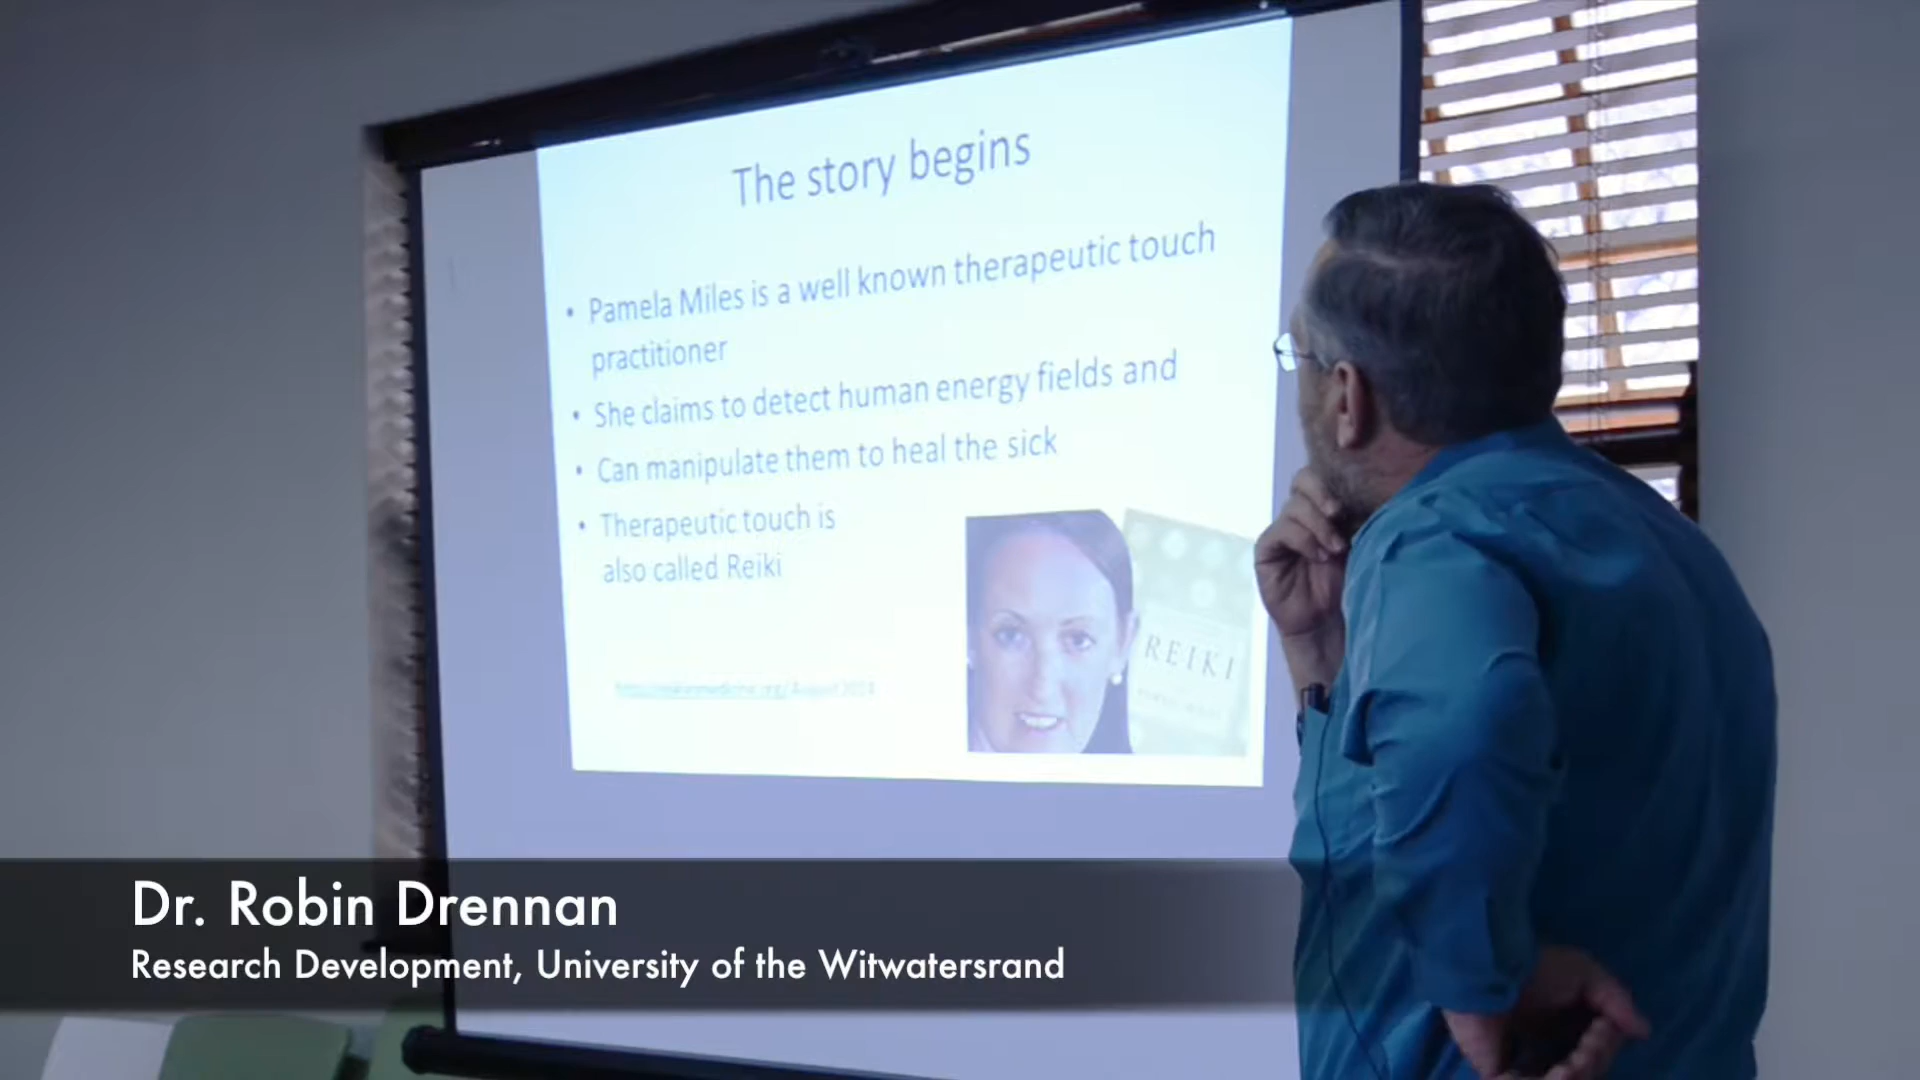 The story begins
• Pamela Miles is a well known therapeutic touch
practitioner
• She claims to detect human energy fields and
• Can manipulate them to heal the sick
• Therapeutic touch is
also called Reiki
REIKI
August 2014
Dr. Robin Drennan
Research Development, University of the Witwatersrand